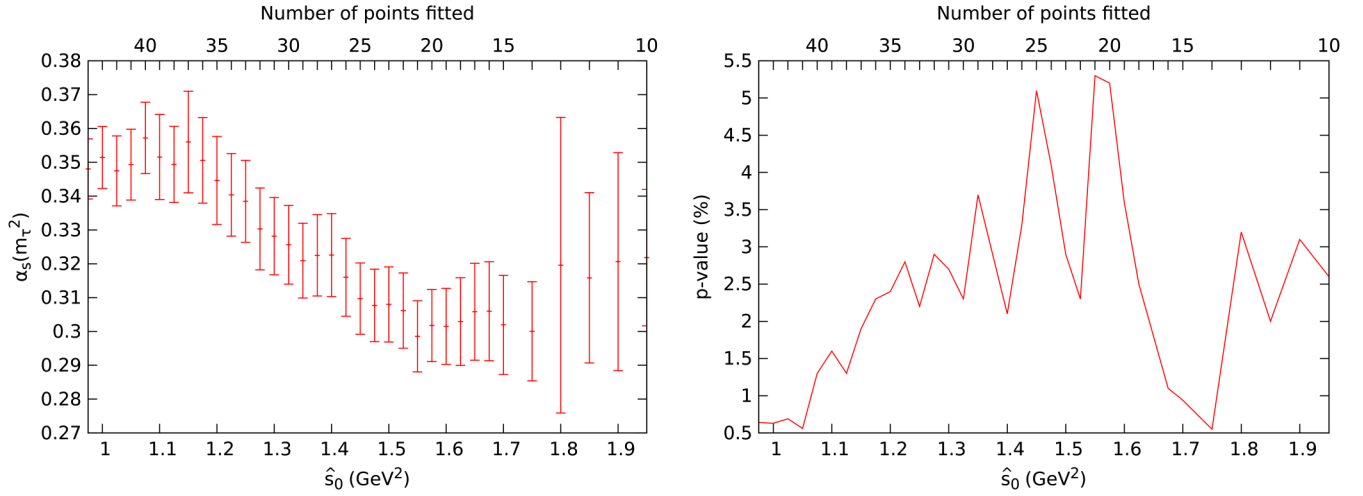 Number of points fitted
40 35 30 25 20 15 10
0.38
0.37
0.36
0.35
0.34
0.33
0.32
0.31
0.3
0.29
0.28
0.27
αs(mτ²)
1 1.1 1.2 1.3 1.4 1.5 1.6 1.7 1.8 1.9
ŝ0 (GeV²)
Number of points fitted
40 35 30 25 20 15 10
5.5
5
4.5
4
3.5
3
2.5
2
1.5
1
0.5
p-value (%)
1 1.1 1.2 1.3 1.4 1.5 1.6 1.7 1.8 1.9
ŝ0 (GeV²)